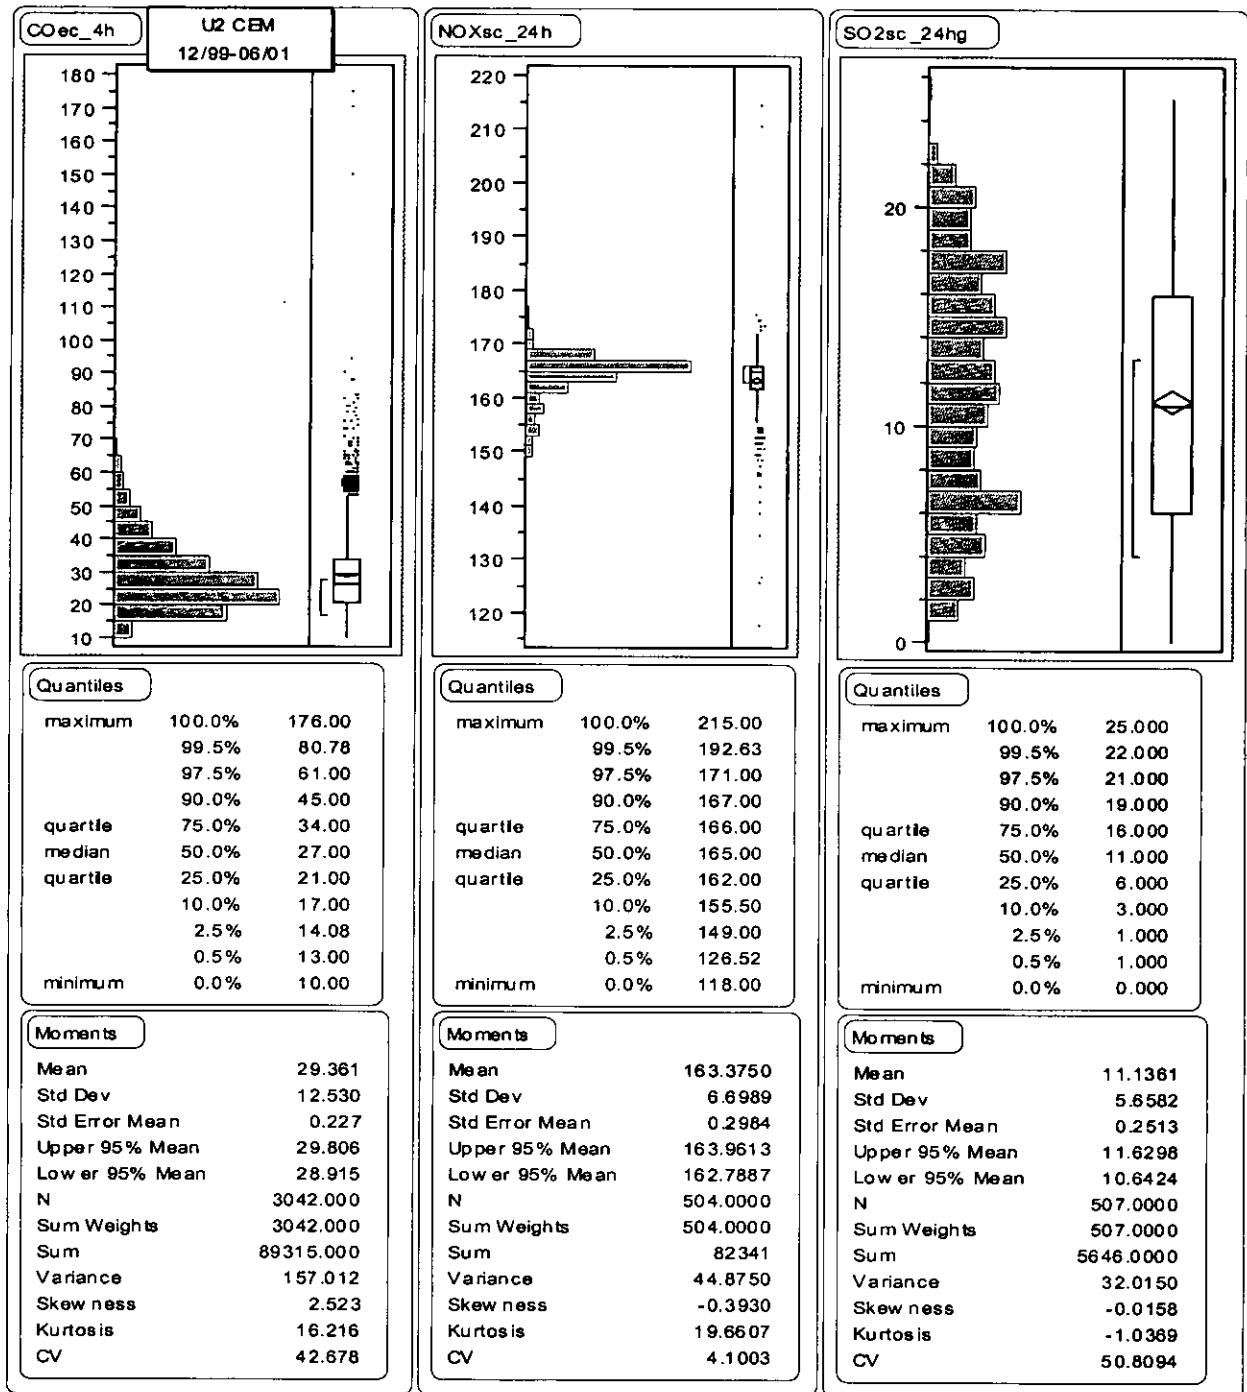 COec_4h
U2 CEM
12/99-06/01
180
170
160
150
140
130
120
110
100
90
80
70
60
50
40
30
20
10
Quantiles
maximum 100.0% 176.00
99.5% 80.78
97.5% 61.00
90.0% 45.00
quartile 75.0% 34.00
median 50.0% 27.00
quartile 25.0% 21.00
10.0% 17.00
2.5% 14.08
0.5% 13.00
minimum 0.0% 10.00
Moments
Mean 29.361
Std Dev 12.530
Std Error Mean 0.227
Upper 95% Mean 29.806
Lower 95% Mean 28.915
N 3042.000
Sum Weights 3042.000
Sum 89315.000
Variance 157.012
Skewness 2.523
Kurtosis 16.216
CV 42.678
NOXsc_24h
220
210
200
190
180
170
160
150
140
130
120
Quantiles
maximum 100.0% 215.00
99.5% 192.63
97.5% 171.00
90.0% 167.00
quartile 75.0% 166.00
median 50.0% 165.00
quartile 25.0% 162.00
10.0% 155.50
2.5% 149.00
0.5% 126.52
minimum 0.0% 118.00
Moments
Mean 163.3750
Std Dev 6.6989
Std Error Mean 0.2984
Upper 95% Mean 163.9613
Lower 95% Mean 162.7887
N 504.0000
Sum Weights 504.0000
Sum 82341
Variance 44.8750
Skewness -0.3930
Kurtosis 19.6607
CV 4.1003
SO2sc_24hg
20
10
0
Quantiles
maximum 100.0% 25.000
99.5% 22.000
97.5% 21.000
90.0% 19.000
quartile 75.0% 16.000
median 50.0% 11.000
quartile 25.0% 6.000
10.0% 3.000
2.5% 1.000
0.5% 1.000
minimum 0.0% 0.000
Moments
Mean 11.1361
Std Dev 5.6582
Std Error Mean 0.2513
Upper 95% Mean 11.6298
Lower 95% Mean 10.6424
N 507.0000
Sum Weights 507.0000
Sum 5646.0000
Variance 32.0150
Skewness -0.0158
Kurtosis -1.0369
CV 50.8094